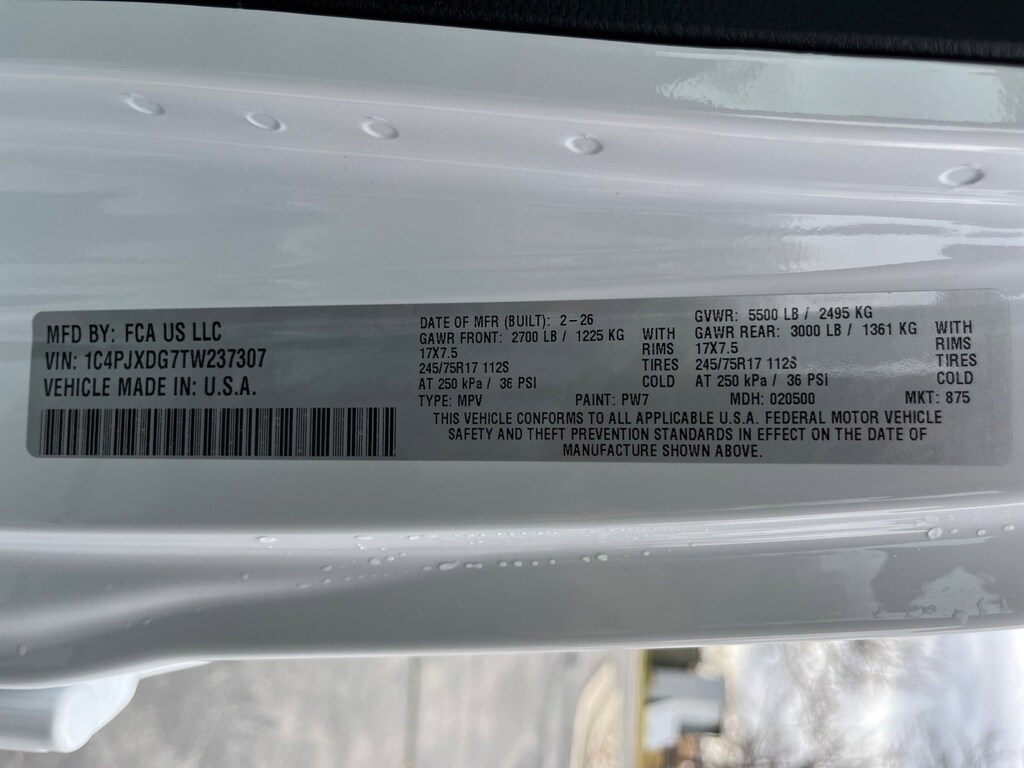 MFD BY: FCA US LLC
VIN: 1C4PJXDG7TW237307
VEHICLE MADE IN: U.S.A.
DATE OF MFR (BUILT): 2-26 GVWR: 5500 LB / 2495 KG
GAWR FRONT: 2700 LB / 1225 KG WITH GAWR REAR: 3000 LB / 1361 KG WITH
17X7.5 RIMS 17X7.5 RIMS
245/75R17 112S TIRES 245/75R17 112S TIRES
AT 250 kPa / 36 PSI COLD AT 250 kPa / 36 PSI COLD
TYPE: MPV PAINT: PW7 MDH: 020500 MKT: 875
THIS VEHICLE CONFORMS TO ALL APPLICABLE U.S.A. FEDERAL MOTOR VEHICLE
SAFETY AND THEFT PREVENTION STANDARDS IN EFFECT ON THE DATE OF
MANUFACTURE SHOWN ABOVE.